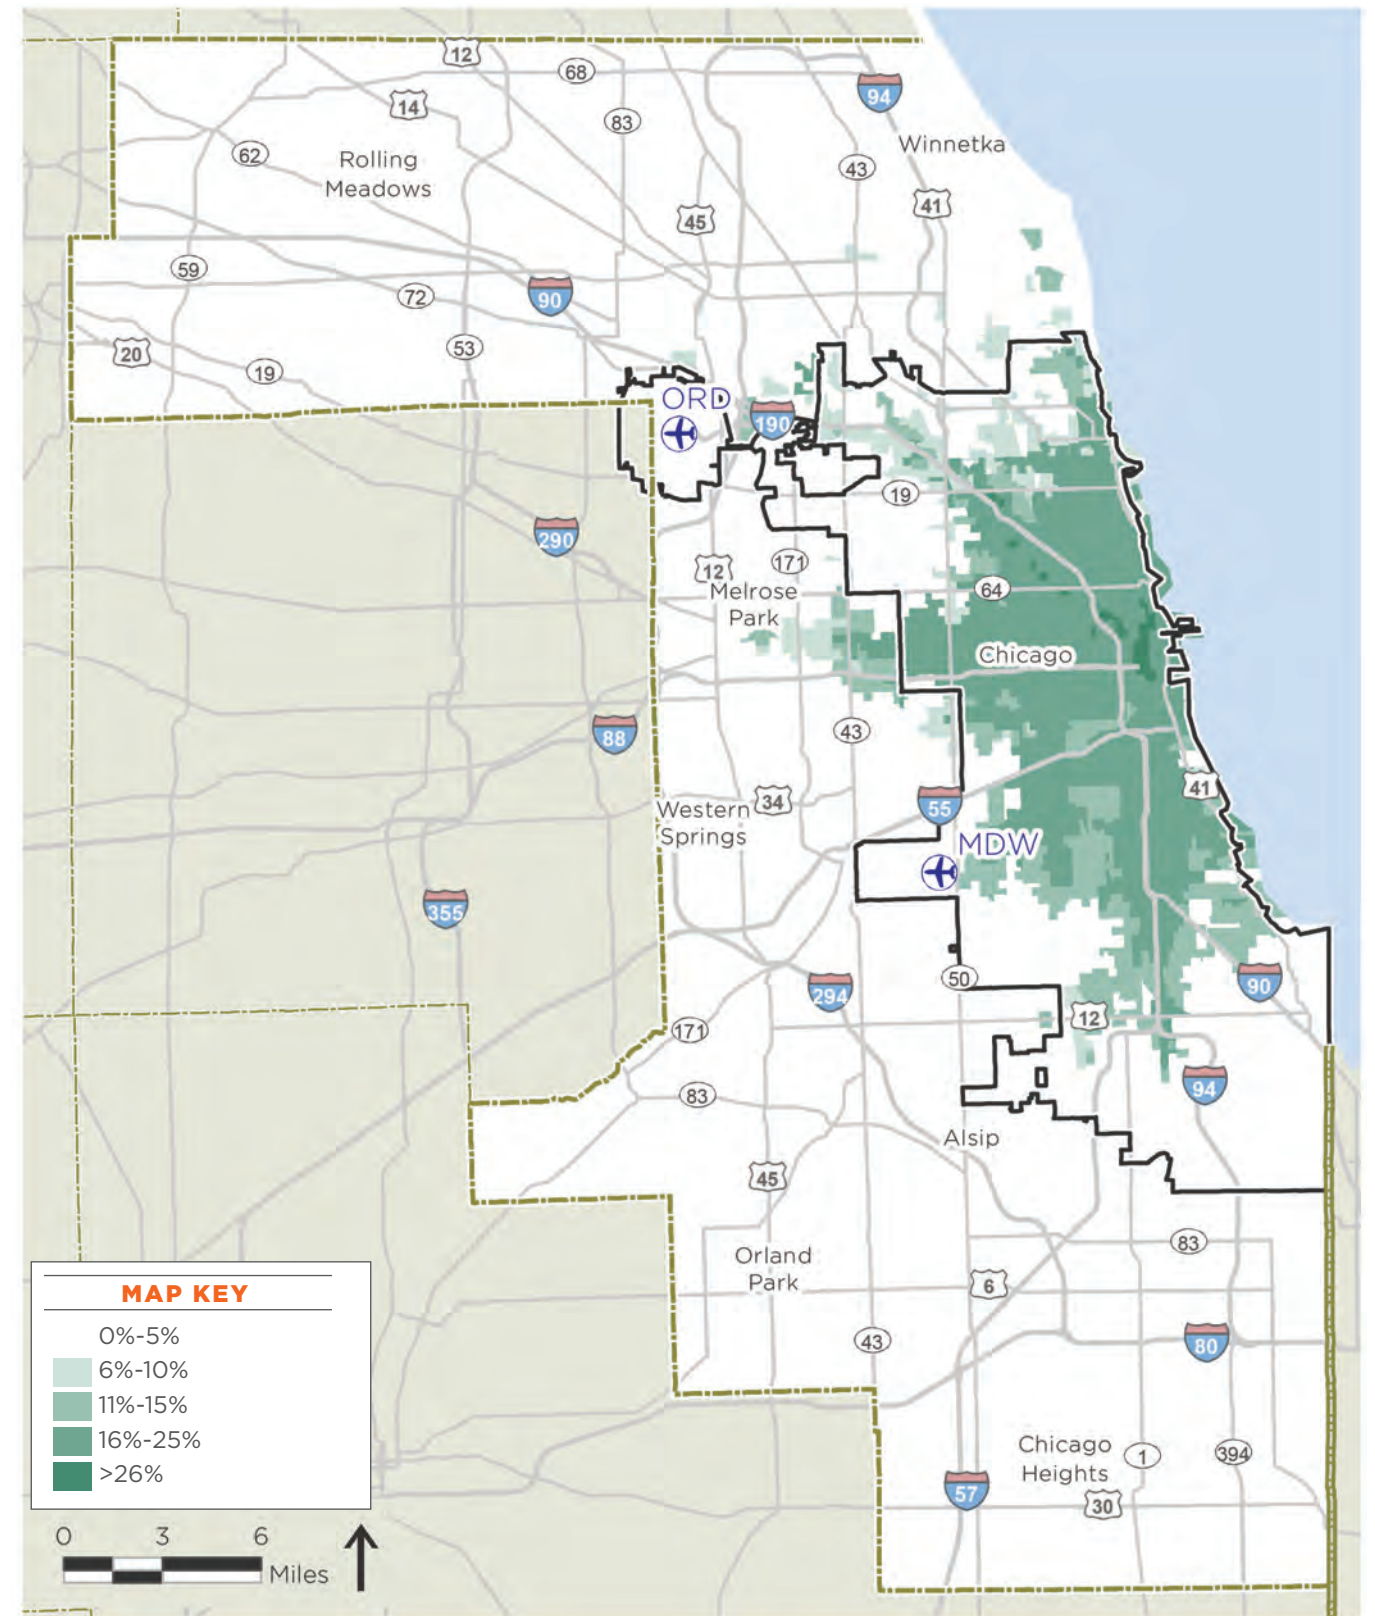 12
68
94
14
83
Winnetka
62
Rolling
Meadows
43
41
45
59
72
90
20
53
19
ORD
190
19
290
12
171
64
Melrose
Park
Chicago
43
88
41
34
55
Western
Springs
MDW
355
50
294
90
12
171
94
83
Alsip
45
83
Orland
Park
6
43
80
Chicago
Heights
1
394
57
30
MAP KEY
0%-5%
6%-10%
11%-15%
16%-25%
>26%
0 3 6
Miles